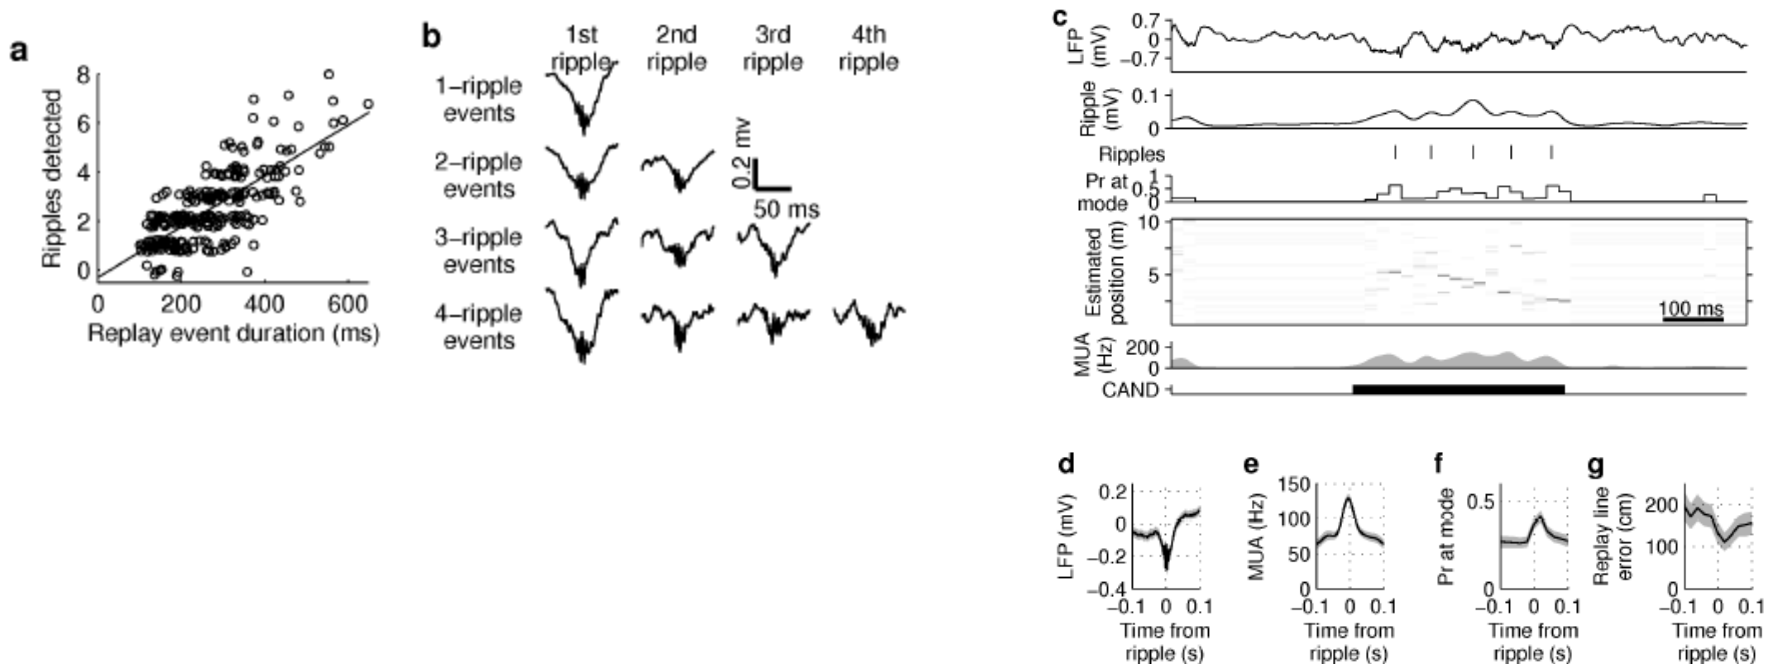 a
8
6
4
2
0
0
200
400
600
Ripples detected
Replay event duration (ms)
b
1st
ripple
2nd
ripple
3rd
ripple
4th
ripple
1−ripple
events
2−ripple
events
3−ripple
events
4−ripple
events
0.2 mv
50 ms
c
LFP
(mV)
0.7
0
−0.7
Ripple
(mV)
0.1
0
Ripples
Pr at
mode
1
0.5
0
Estimated
position (m)
10
5
100 ms
MUA
(Hz)
200
0
CAND
d
LFP (mV)
0.2
0
−0.2
−0.4
−0.1 0 0.1
Time from
ripple (s)
e
MUA (Hz)
150
100
50
0
−0.1 0 0.1
Time from
ripple (s)
f
Pr at mode
0.5
0
−0.1 0 0.1
Time from
ripple (s)
g
Replay line
error (cm)
200
100
0
−0.1 0 0.1
Time from
ripple (s)